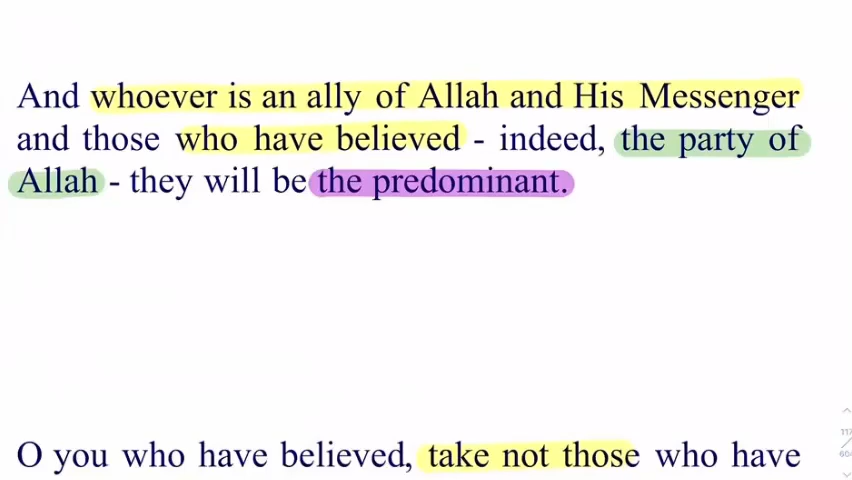 And whoever is an ally of Allah and His Messenger
and those who have believed - indeed, the party of
Allah - they will be the predominant.
O you who have believed, take not those who have